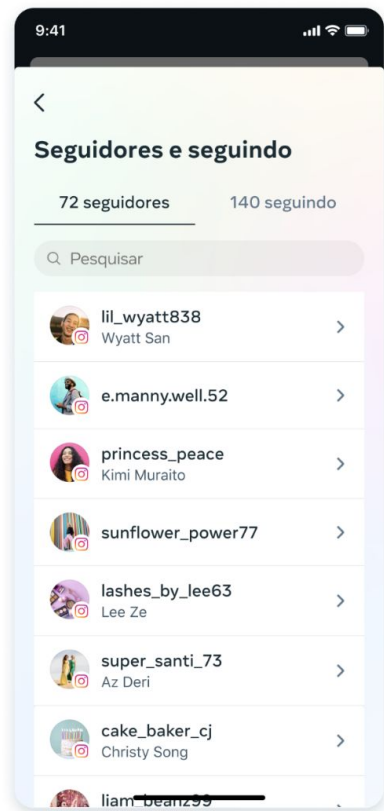 9:41
Seguidores e seguindo
72 seguidores 140 seguindo
Pesquisar
lil_wyatt838
Wyatt San
e.manny.well.52
princess_peace
Kimi Muraito
sunflower_power77
lashes_by_lee63
Lee Ze
super_santi_73
Az Deri
cake_baker_cj
Christy Song
liam_beanz99